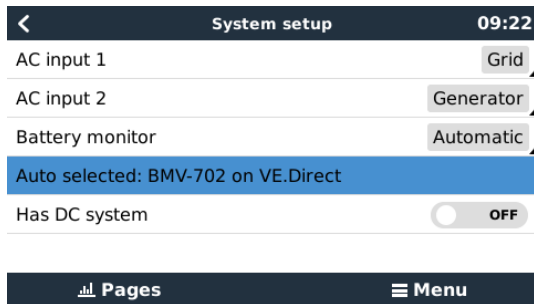 System setup 09:22
AC input 1 Grid
AC input 2 Generator
Battery monitor Automatic
Auto selected: BMV-702 on VE.Direct
Has DC system OFF
Pages Menu